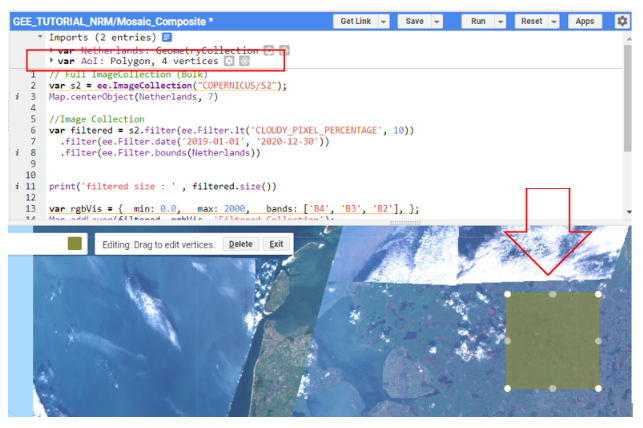 GEE_TUTORIAL_NRM/Mosaic_Composite *
Get Link
Save
Run
Reset
Apps
Imports (2 entries)
var Netherlands: GeometryCollection
var AoI: Polygon, 4 vertices
1 // Full ImageCollection (Bulk)
2 var s2 = ee.ImageCollection("COPERNICUS/S2");
i 3 Map.centerObject(Netherlands, 7)
4
5 //Image Collection
6 var filtered = s2.filter(ee.Filter.lt('CLOUDY_PIXEL_PERCENTAGE', 10))
7 .filter(ee.Filter.date('2019-01-01', '2020-12-30'))
i 8 .filter(ee.Filter.bounds(Netherlands))
9
10
i 11 print('filtered size : ' , filtered.size())
12
13 var rgbVis = { min: 0.0, max: 2000, bands: ['B4', 'B3', 'B2'], };
14 Map.addLayer(filtered, rgbVis, 'Filtered Collection');
Editing: Drag to edit vertices.
Delete
Exit